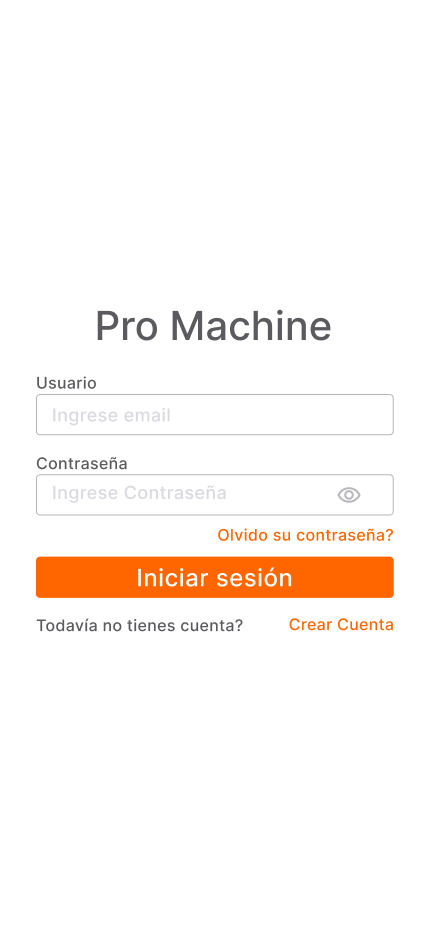 Pro Machine
Usuario
Ingrese email
Contraseña
Ingrese Contraseña
Olvido su contraseña?
Iniciar sesión
Todavía no tienes cuenta? Crear Cuenta